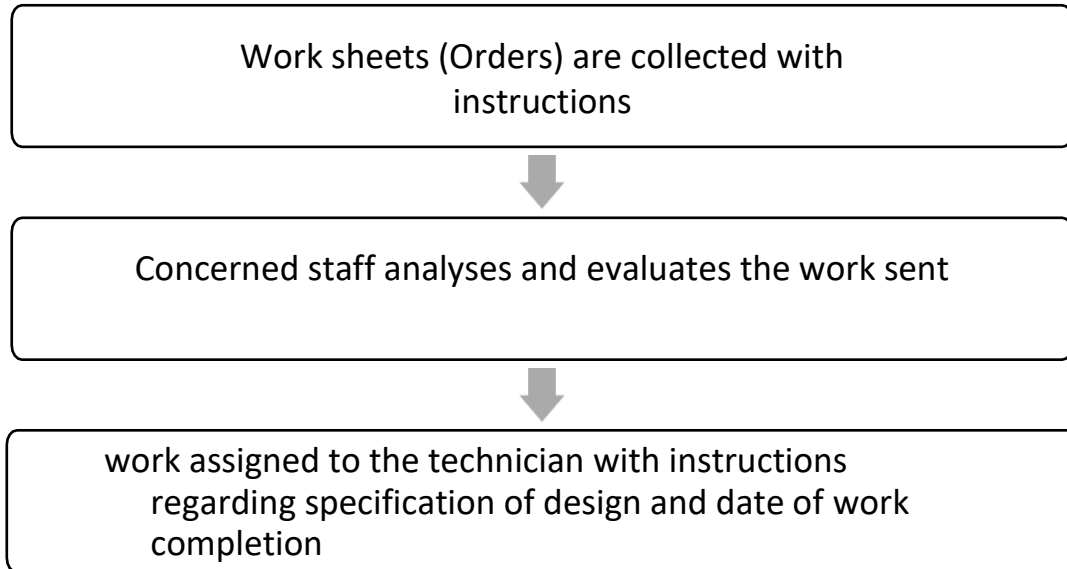 Work sheets (Orders) are collected with
instructions
Concerned staff analyses and evaluates the work sent
work assigned to the technician with instructions
regarding specification of design and date of work
completion